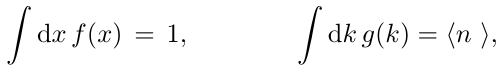 ∫ dx f(x) = 1, ∫ dk g(k) = ⟨n ⟩,